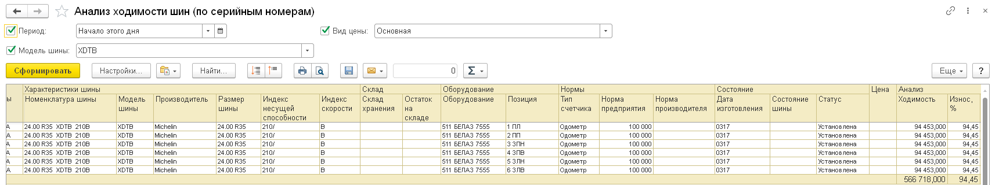 Анализ ходимости шин (по серийным номерам)
Период: Начало этого дня Вид цены: Основная
Модель шины: XDTB
Сформировать Настройки... Найти... 0 Σ Еще ?
Характеристики шины Склад Оборудование Нормы Состояние Цена Анализ
ы Номенклатура шины Модель шины Производитель Размер шины Индекс несущей способности Индекс скорости Склад хранения Остаток на складе Оборудование Позиция Тип счетчика Норма предприятия Норма производителя Дата изготовления Состояние шины Статус Ходимость Износ, %
А 24.00 R35 XDTB 210B XDTB Michelin 24.00 R35 210/ B 511 БЕЛАЗ 7555 1 ПЛ Одометр 100 000 0317 Установлена 94 453,000 94,45
А 24.00 R35 XDTB 210B XDTB Michelin 24.00 R35 210/ B 511 БЕЛАЗ 7555 2 ПП Одометр 100 000 0317 Установлена 94 453,000 94,45
А 24.00 R35 XDTB 210B XDTB Michelin 24.00 R35 210/ B 511 БЕЛАЗ 7555 3 ЗПН Одометр 100 000 0317 Установлена 94 453,000 94,45
А 24.00 R35 XDTB 210B XDTB Michelin 24.00 R35 210/ B 511 БЕЛАЗ 7555 4 ЗПВ Одометр 100 000 0317 Установлена 94 453,000 94,45
А 24.00 R35 XDTB 210B XDTB Michelin 24.00 R35 210/ B 511 БЕЛАЗ 7555 5 ЗЛН Одометр 100 000 0317 Установлена 94 453,000 94,45
А 24.00 R35 XDTB 210B XDTB Michelin 24.00 R35 210/ B 511 БЕЛАЗ 7555 6 ЗЛВ Одометр 100 000 0317 Установлена 94 453,000 94,45
566 718,000 94,45